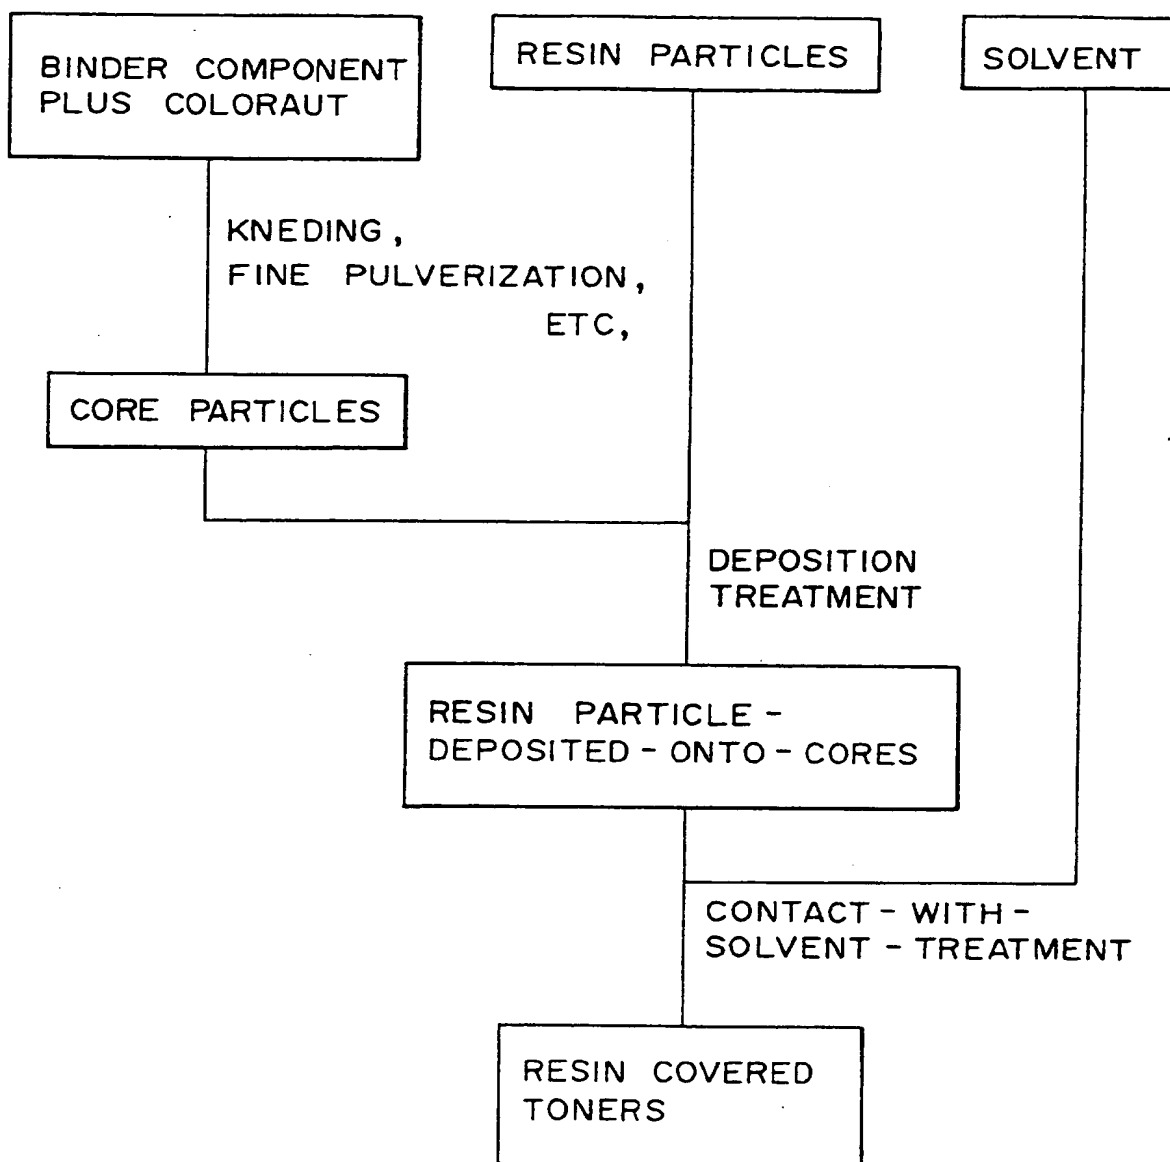 BINDER COMPONENT
PLUS COLORAUT
RESIN PARTICLES
SOLVENT
KNEDING,
FINE PULVERIZATION,
ETC,
CORE PARTICLES
DEPOSITION
TREATMENT
RESIN PARTICLE-
DEPOSITED-ONTO-CORES
CONTACT-WITH-
SOLVENT-TREATMENT
RESIN COVERED
TONERS